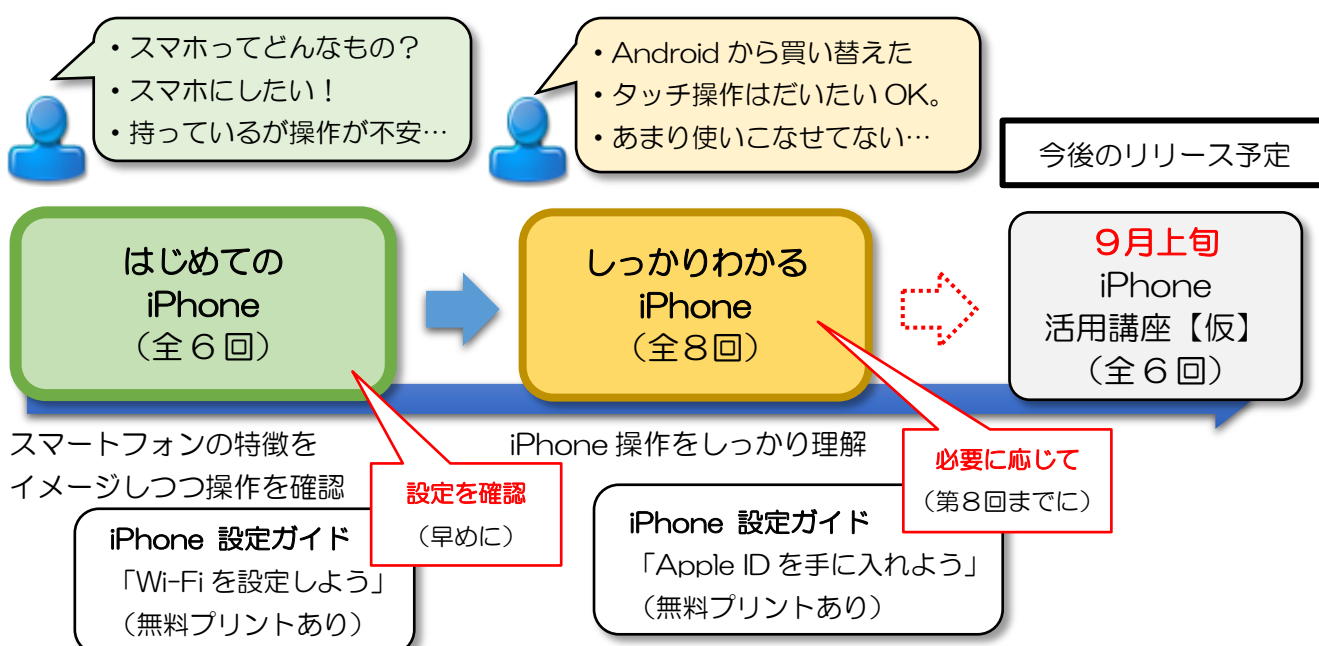 ・スマホってどんなもの？
・スマホにしたい！
・持っているが操作が不安…
・Android から買い替えた
・タッチ操作はだいたい OK。
・あまり使いこなせてない…
今後のリリース予定
はじめての
iPhone
（全６回）
しっかりわかる
iPhone
（全８回）
９月上旬
iPhone
活用講座【仮】
（全６回）
スマートフォンの特徴を
イメージしつつ操作を確認
iPhone 操作をしっかり理解
設定を確認
（早めに）
必要に応じて
（第８回までに）
iPhone 設定ガイド
「Wi-Fi を設定しよう」
（無料プリントあり）
iPhone 設定ガイド
「Apple ID を手に入れよう」
（無料プリントあり）